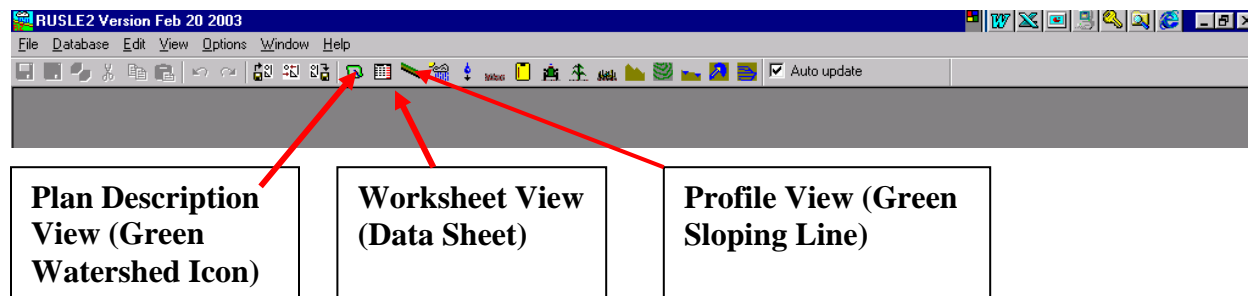 RUSLE2 Version Feb 20 2003
File Database Edit View Options Window Help
Auto update
Plan Description
View (Green
Watershed Icon)
Worksheet View
(Data Sheet)
Profile View (Green
Sloping Line)